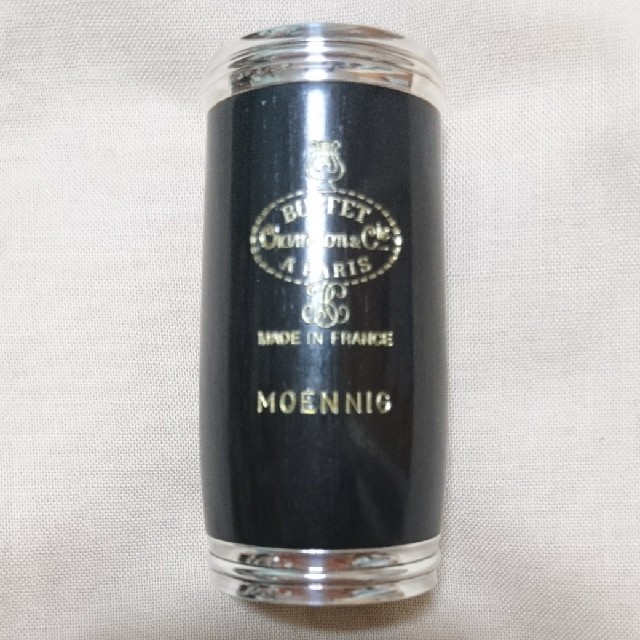 BUFFET
Crampon & Cie
A PARIS
MADE IN FRANCE
MOENNIG